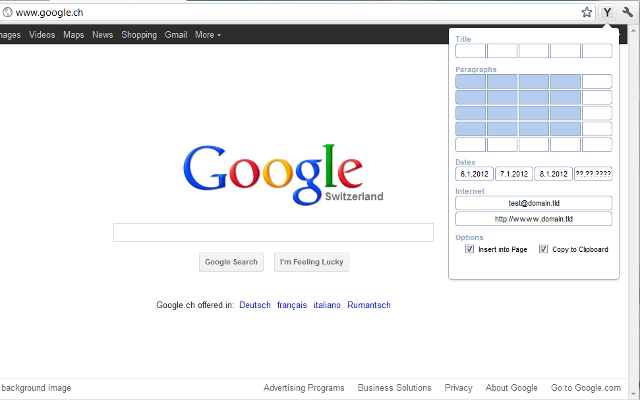 www.google.ch
Y
mages Videos Maps News Shopping Gmail More
Title
Paragraphs
Dates
6.1.2012 7.1.2012 8.1.2012 ??.??.????
Internet
test@domain.tld
http://wwww.domain.tld
Options
Insert into Page Copy to Clipboard
Google
Switzerland
Google Search I'm Feeling Lucky
Google.ch offered in: Deutsch français italiano Rumantsch
background image Advertising Programs Business Solutions Privacy About Google Go to Google.com